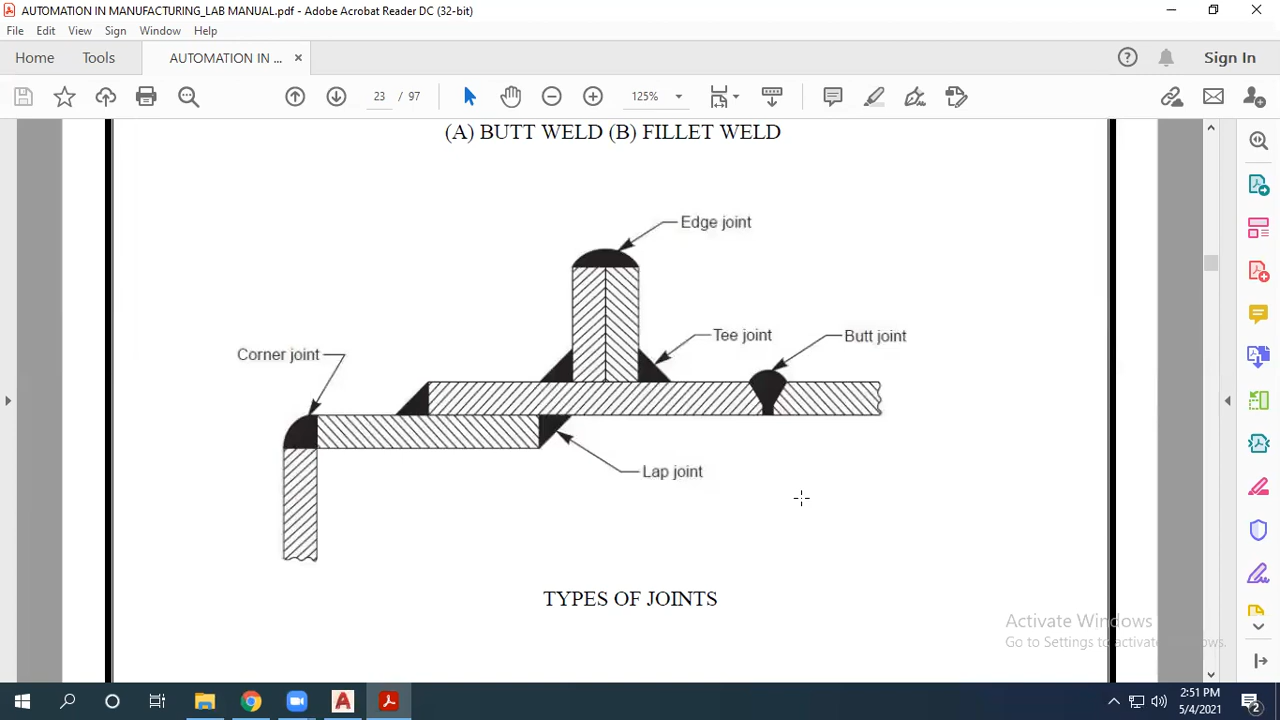 AUTOMATION IN MANUFACTURING_LAB MANUAL.pdf - Adobe Acrobat Reader DC (32-bit)
File Edit View Sign Window Help
Home Tools AUTOMATION IN ... Sign In
23 / 97 125%
(A) BUTT WELD (B) FILLET WELD
Edge joint
Tee joint
Butt joint
Corner joint
Lap joint
TYPES OF JOINTS
Activate Windows
Go to Settings to activate Windows.
2:51 PM
5/4/2021
2